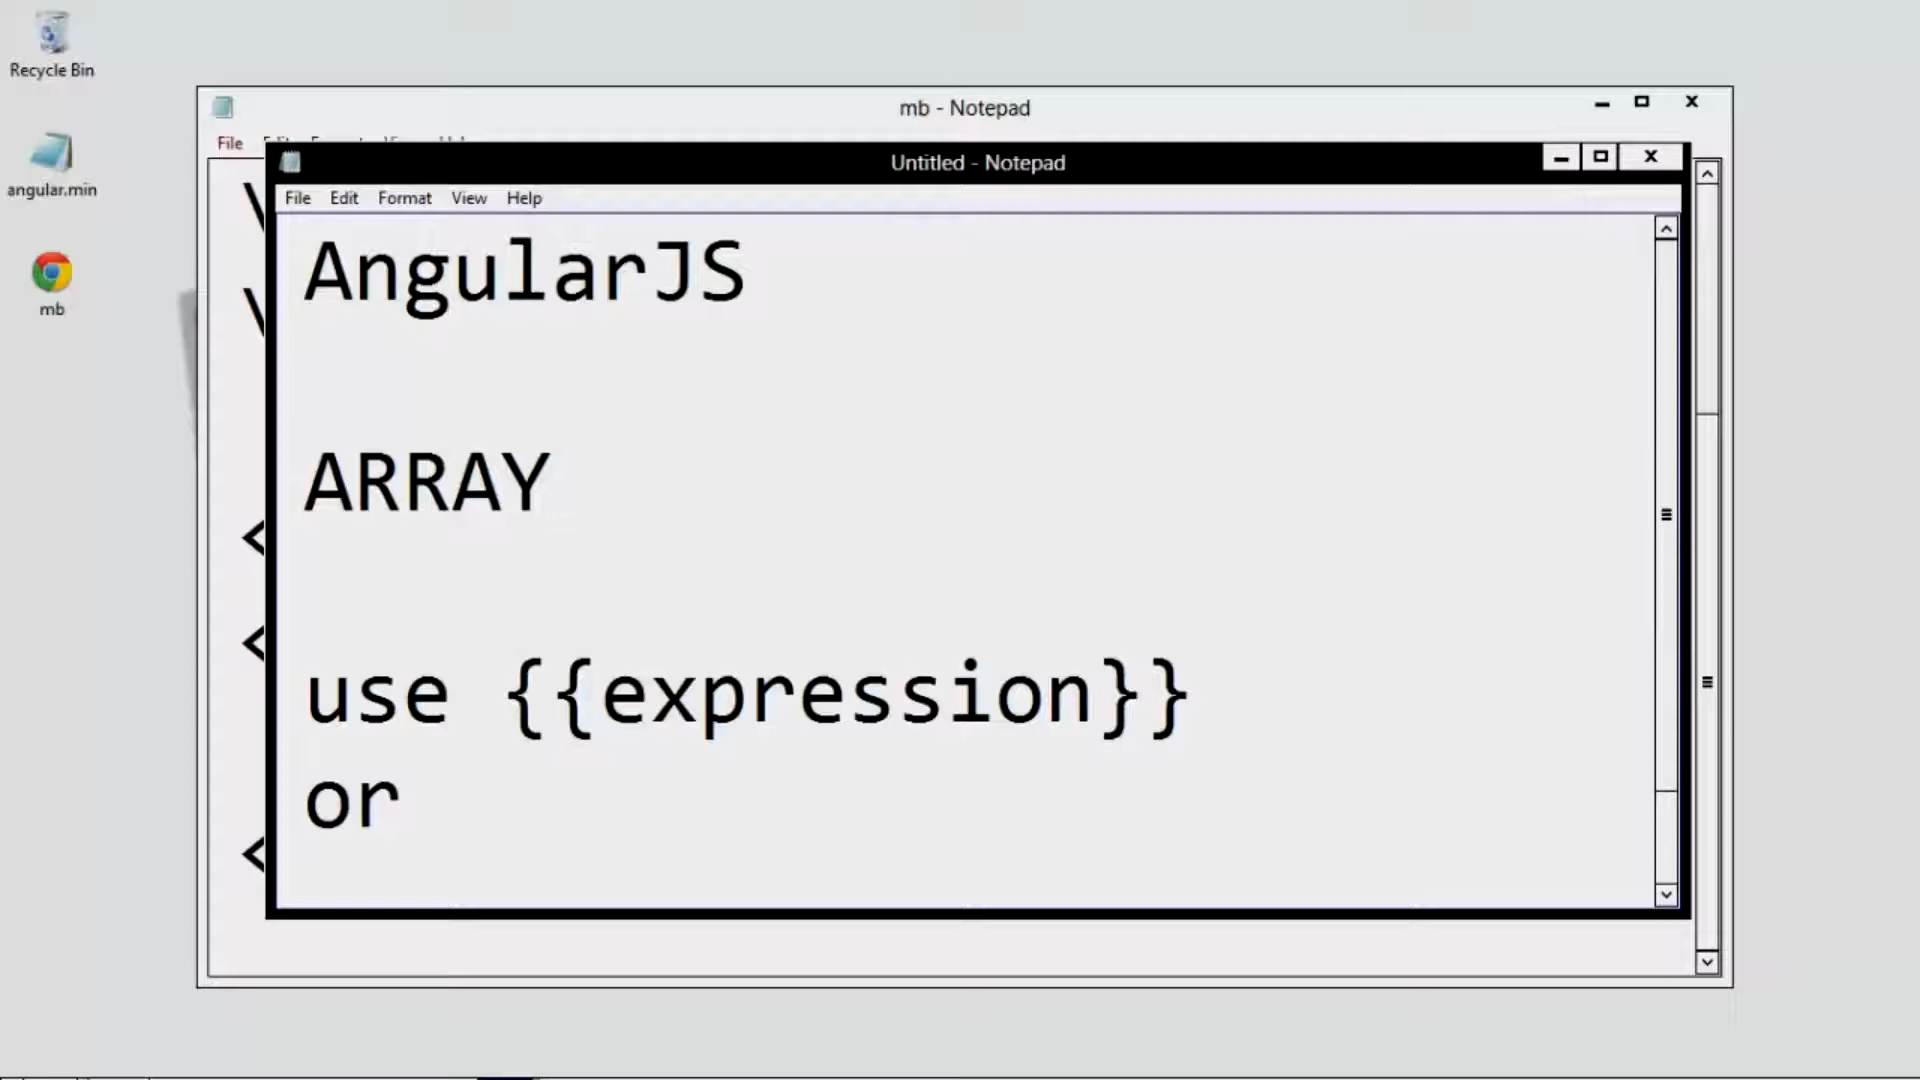 Recycle Bin
angular.min
mb
mb - Notepad
File
Untitled - Notepad
File Edit Format View Help
AngularJS
ARRAY
use {{expression}}
or